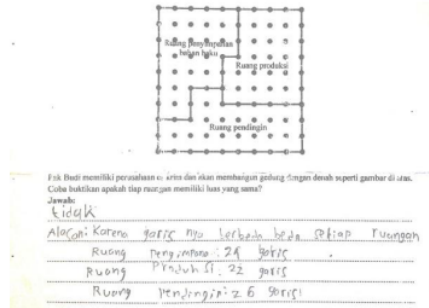 Ruang penyimpanan
bahan baku
Ruang produksi
Ruang pendingin
Pak Budi memiliki perusahaan es krim dan akan membangun gedung dengan denah seperti gambar di atas.
Coba buktikan apakah tiap ruangan memiliki luas yang sama?
Jawab:
tidak
Alasan: Karena garis nya berbeda beda setiap ruangan
Ruang Pengimpana: 24 garis
Ruang Produksi: 22 garis
Ruang Pendingin: 26 garis